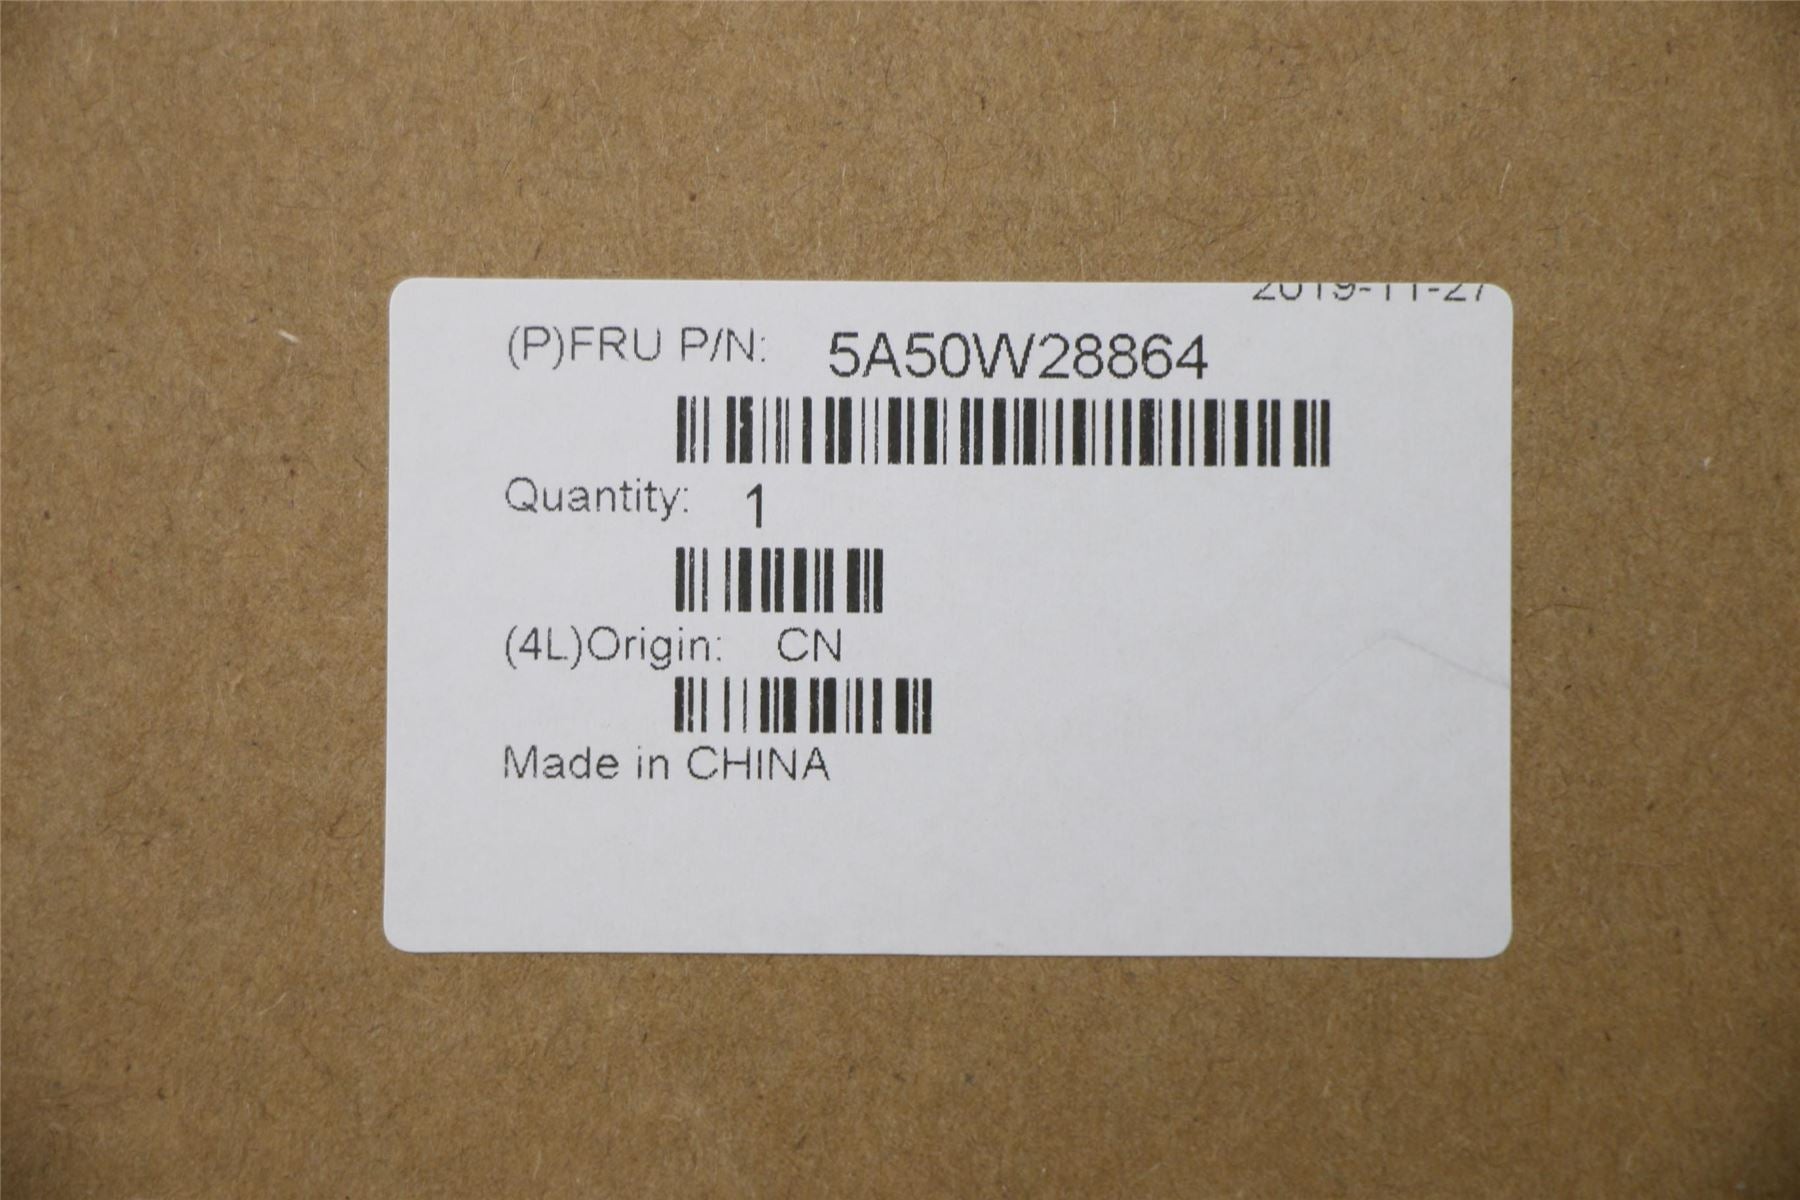 2019-11-27
(P)FRU P/N: 5A50W28864
Quantity: 1
(4L)Origin: CN
Made in CHINA